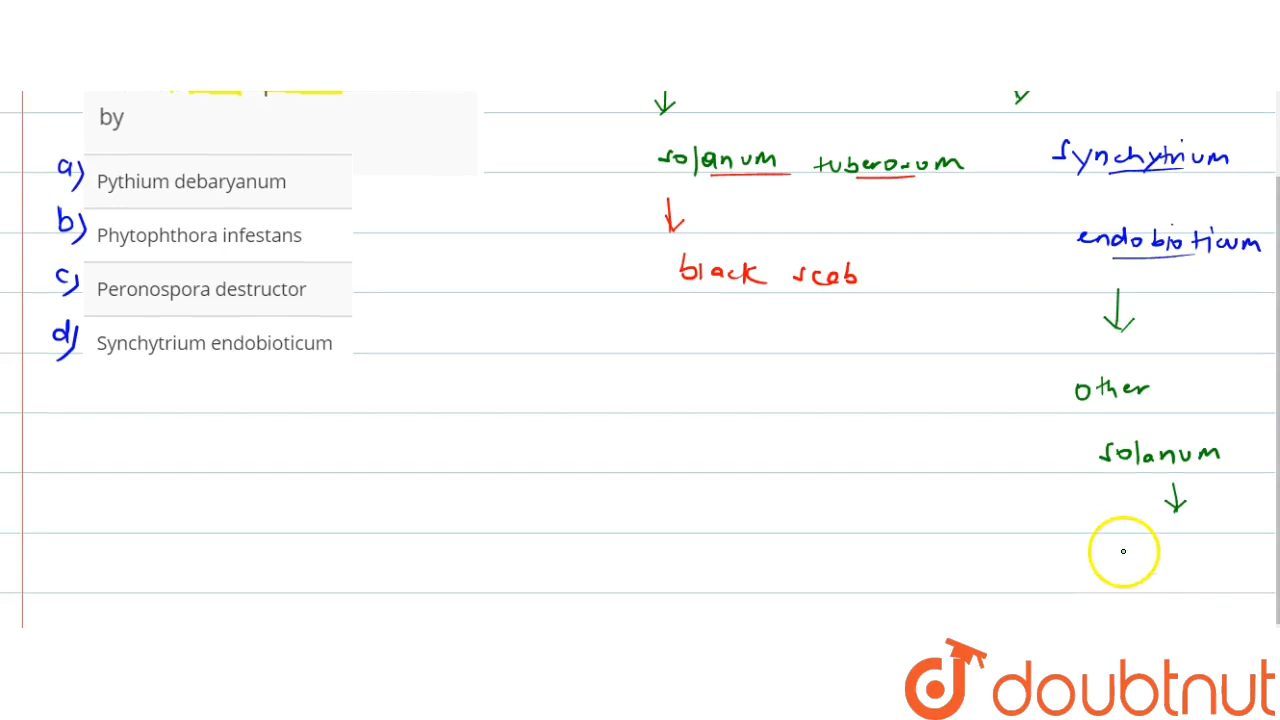 by
a) Pythium debaryanum
b) Phytophthora infestans
c) Peronospora destructor
d) Synchytrium endobioticum
solanum tuberosum
black scab
synchytrium
endobioticum
other
solanum
doubtnut